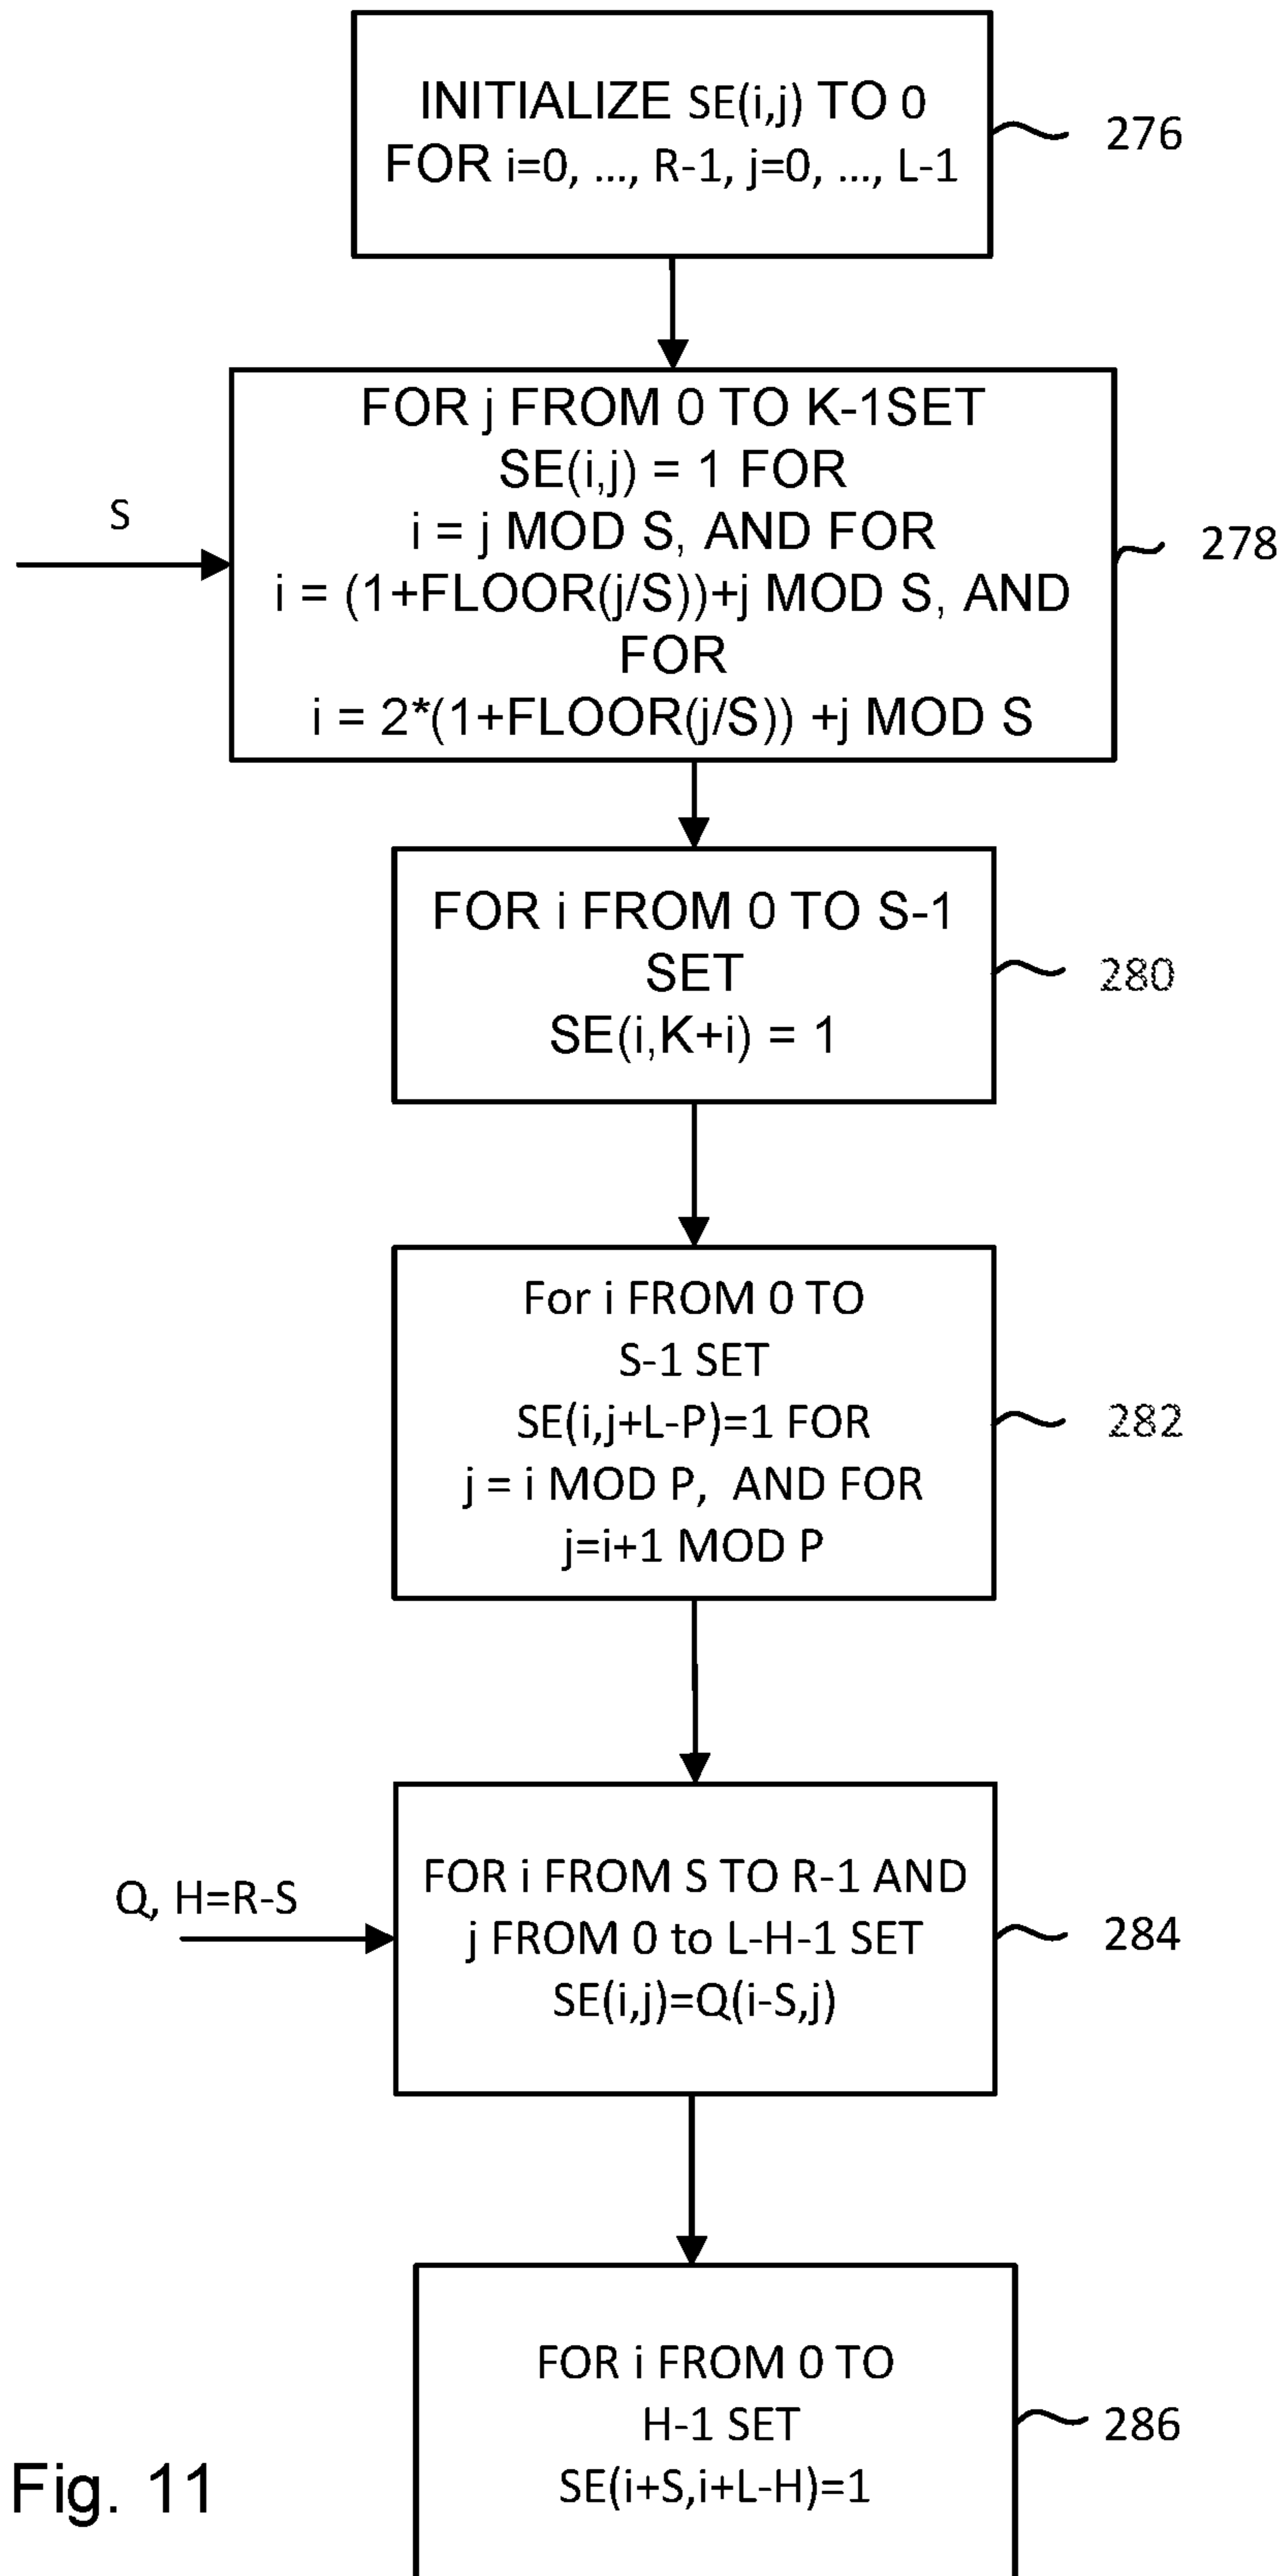 INITIALIZE SE(i,j) TO 0
FOR i=0, ..., R-1, j=0, ..., L-1
276
FOR j FROM 0 TO K-1SET
SE(i,j) = 1 FOR
i = j MOD S, AND FOR
i = (1+FLOOR(j/S))+j MOD S, AND
FOR
i = 2*(1+FLOOR(j/S)) +j MOD S
S
278
FOR i FROM 0 TO S-1
SET
SE(i,K+i) = 1
280
For i FROM 0 TO
S-1 SET
SE(i,j+L-P)=1 FOR
j = i MOD P, AND FOR
j=i+1 MOD P
282
Q, H=R-S
FOR i FROM S TO R-1 AND
j FROM 0 to L-H-1 SET
SE(i,j)=Q(i-S,j)
284
FOR i FROM 0 TO
H-1 SET
SE(i+S,i+L-H)=1
286
Fig. 11